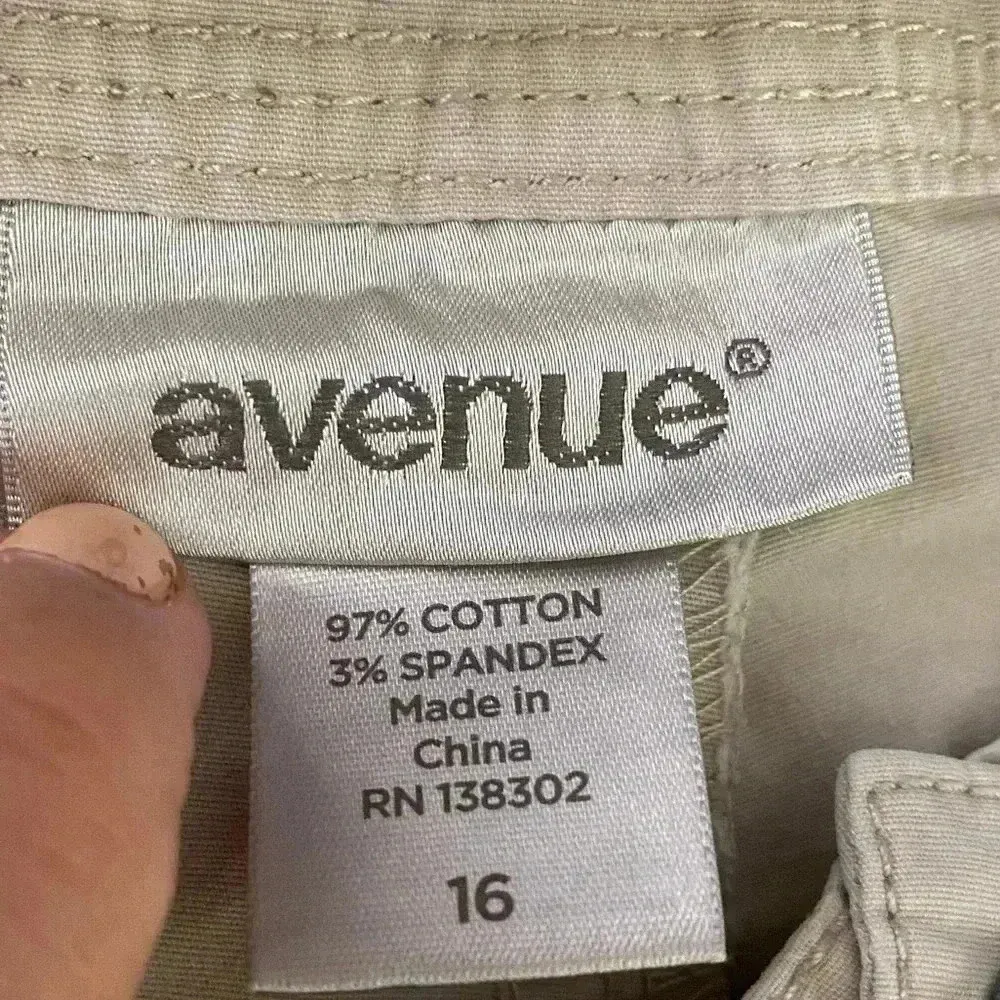 avenue®
97% COTTON
3% SPANDEX
Made in
China
RN 138302
16